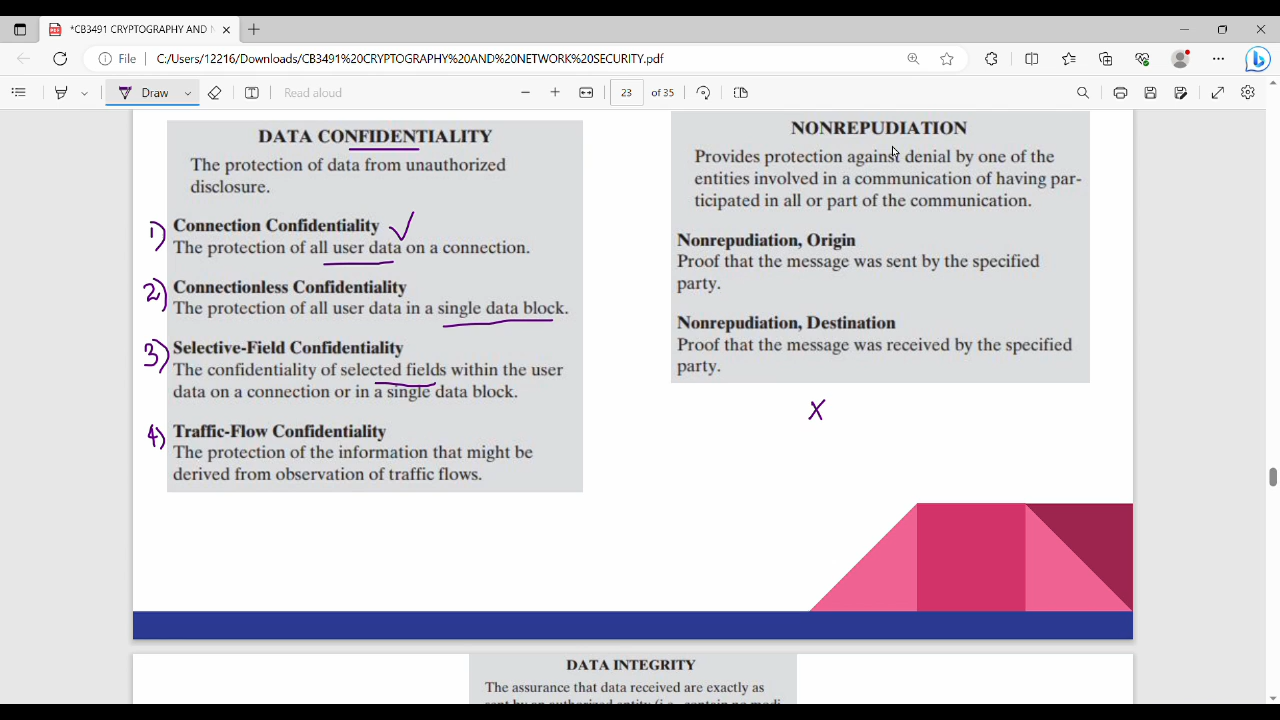 *CB3491 CRYPTOGRAPHY AND
File
C:/Users/12216/Downloads/CB3491%20CRYPTOGRAPHY%20AND%20NETWORK%20SECURITY.pdf
Draw
Read aloud
23
of 35
DATA CONFIDENTIALITY
The protection of data from unauthorized
disclosure.
1) Connection Confidentiality
The protection of all user data on a connection.
2) Connectionless Confidentiality
The protection of all user data in a single data block.
3) Selective-Field Confidentiality
The confidentiality of selected fields within the user
data on a connection or in a single data block.
4) Traffic-Flow Confidentiality
The protection of the information that might be
derived from observation of traffic flows.
NONREPUDIATION
Provides protection against denial by one of the
entities involved in a communication of having par-
ticipated in all or part of the communication.
Nonrepudiation, Origin
Proof that the message was sent by the specified
party.
Nonrepudiation, Destination
Proof that the message was received by the specified
party.
X
DATA INTEGRITY
The assurance that data received are exactly as